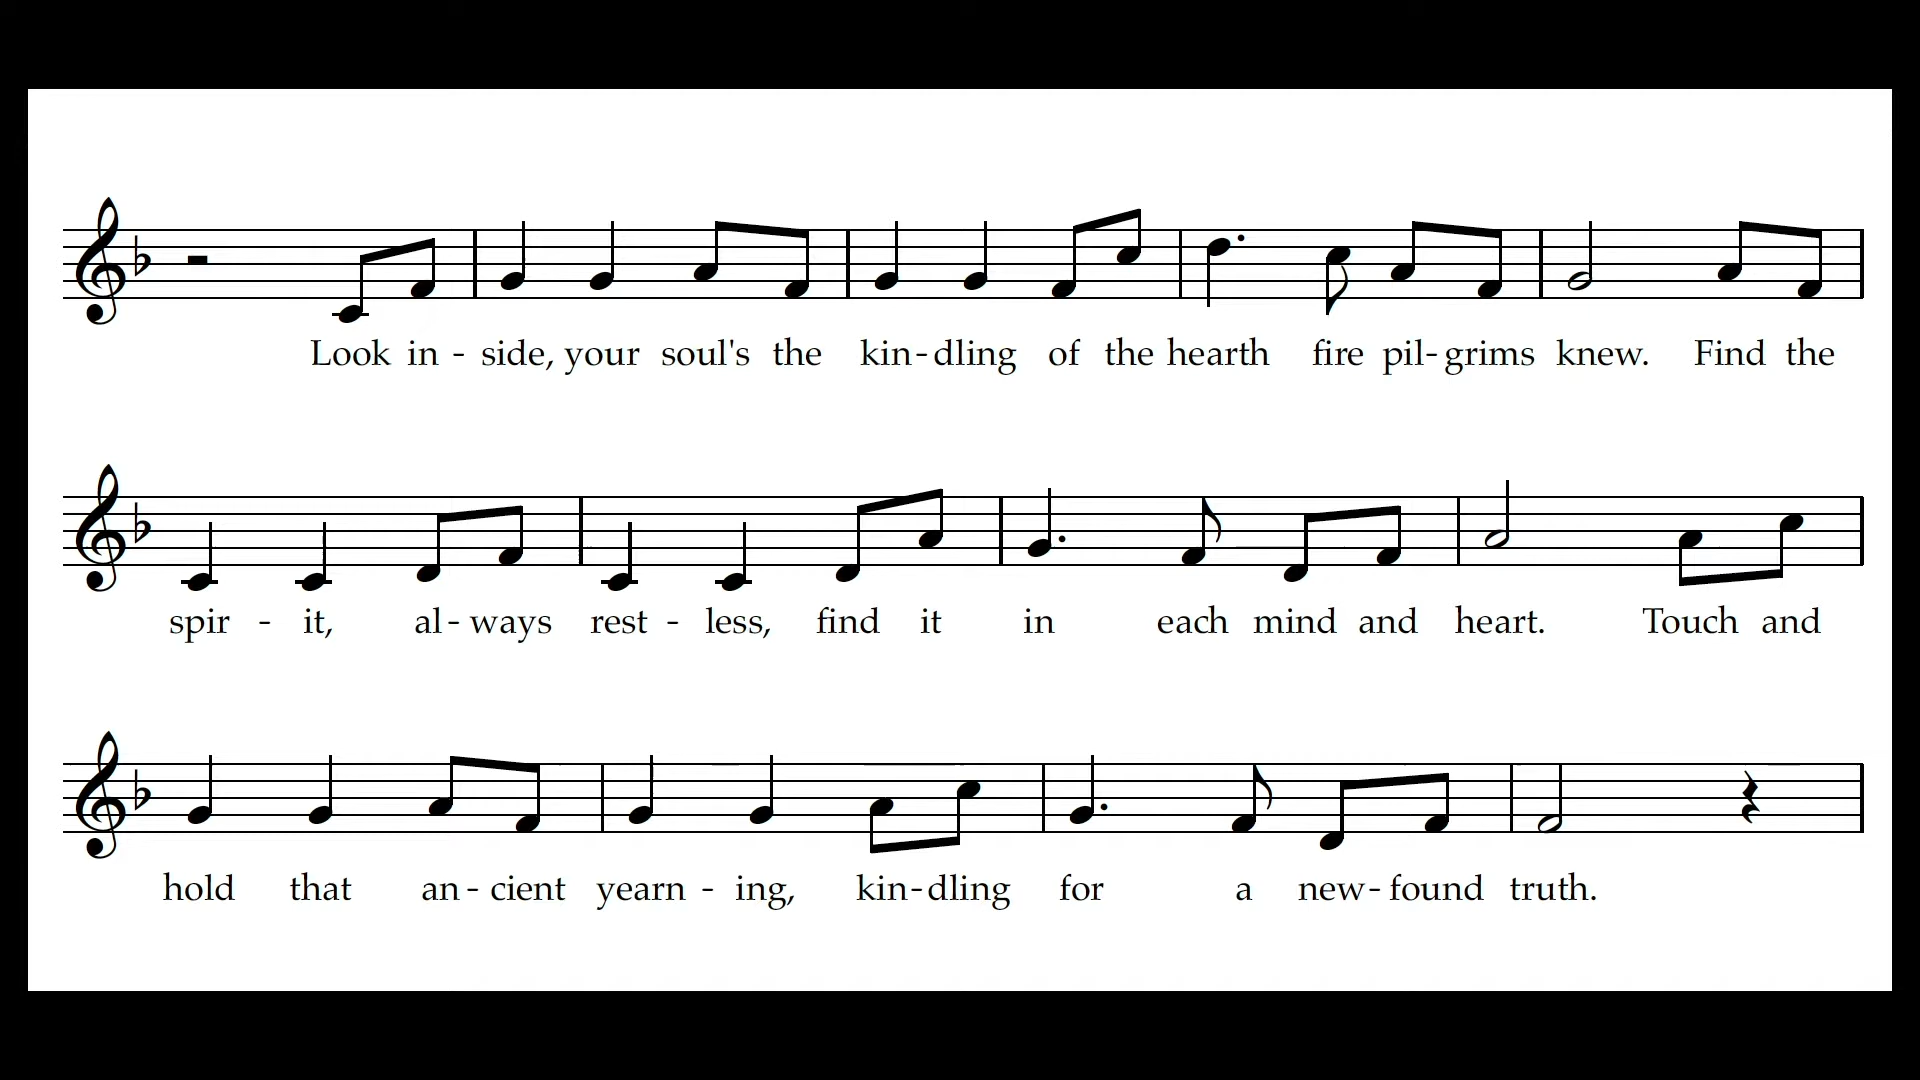 Look in - side, your soul's the kin - dling of the hearth fire pil - grims knew. Find the
spir - it, al - ways rest - less, find it in each mind and heart. Touch and
hold that an - cient yearn - ing, kin - dling for a new - found truth.